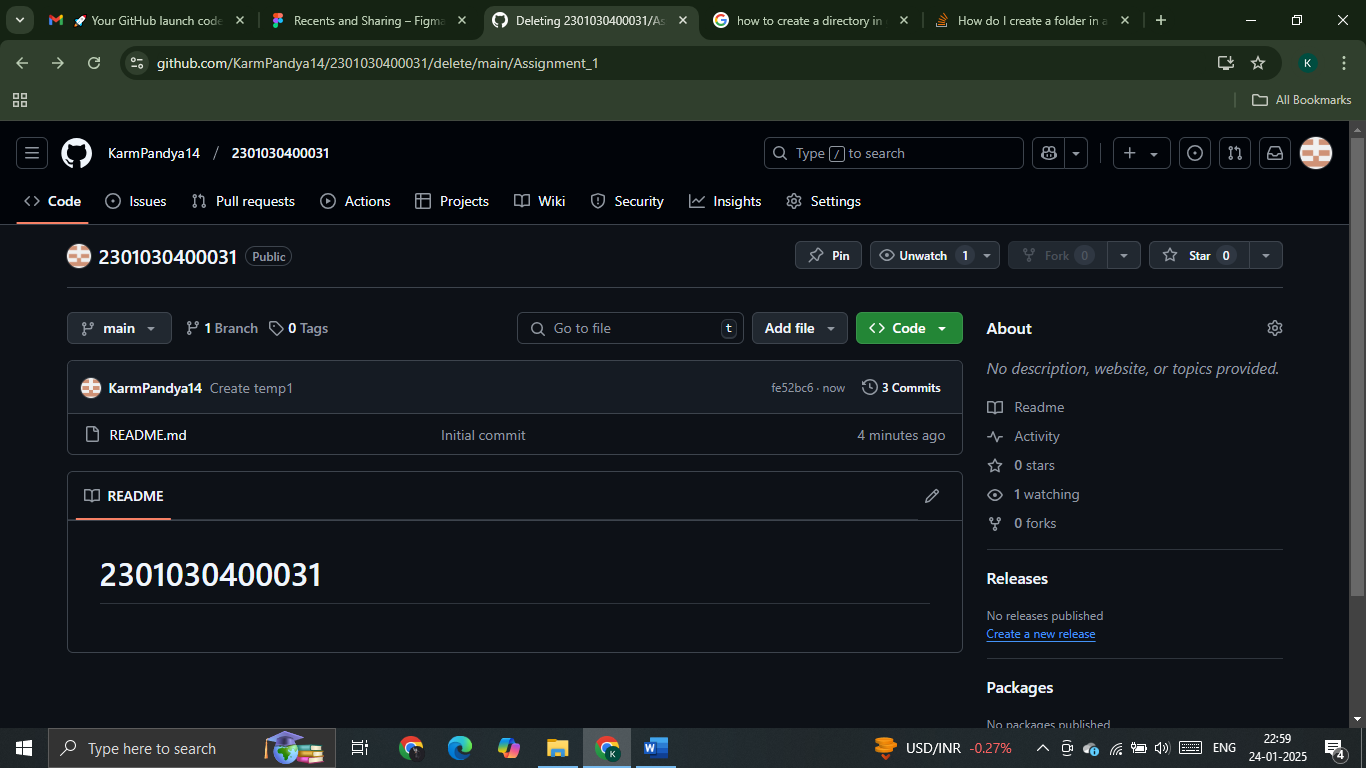 🚀 Your GitHub launch code
Recents and Sharing – Figma
Deleting 2301030400031/As
how to create a directory in
How do I create a folder in a
github.com/KarmPandya14/2301030400031/delete/main/Assignment_1
K
All Bookmarks
KarmPandya14 / 2301030400031
Type / to search
Code
Issues
Pull requests
Actions
Projects
Wiki
Security
Insights
Settings
2301030400031 Public
Pin
Unwatch 1
Fork 0
Star 0
main
1 Branch
0 Tags
Go to file t
Add file
Code
KarmPandya14 Create temp1 fe52bc6 · now 3 Commits
README.md Initial commit 4 minutes ago
README
2301030400031
About
No description, website, or topics provided.
Readme
Activity
0 stars
1 watching
0 forks
Releases
No releases published
Create a new release
Packages
No packages published
Type here to search
K
USD/INR -0.27%
ENG
22:59
24-01-2025
4